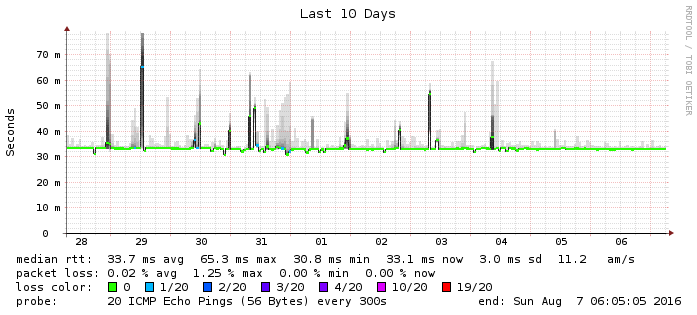 Last 10 Days
RRDTOOL / TOBI OETIKER
Seconds
70 m
60 m
50 m
40 m
30 m
20 m
10 m
0
28 29 30 31 01 02 03 04 05 06
median rtt: 33.7 ms avg 65.3 ms max 30.8 ms min 33.1 ms now 3.0 ms sd 11.2 am/s
packet loss: 0.02 % avg 1.25 % max 0.00 % min 0.00 % now
loss color: 0 1/20 2/20 3/20 4/20 10/20 19/20
probe: 20 ICMP Echo Pings (56 Bytes) every 300s end: Sun Aug 7 06:05:05 2016